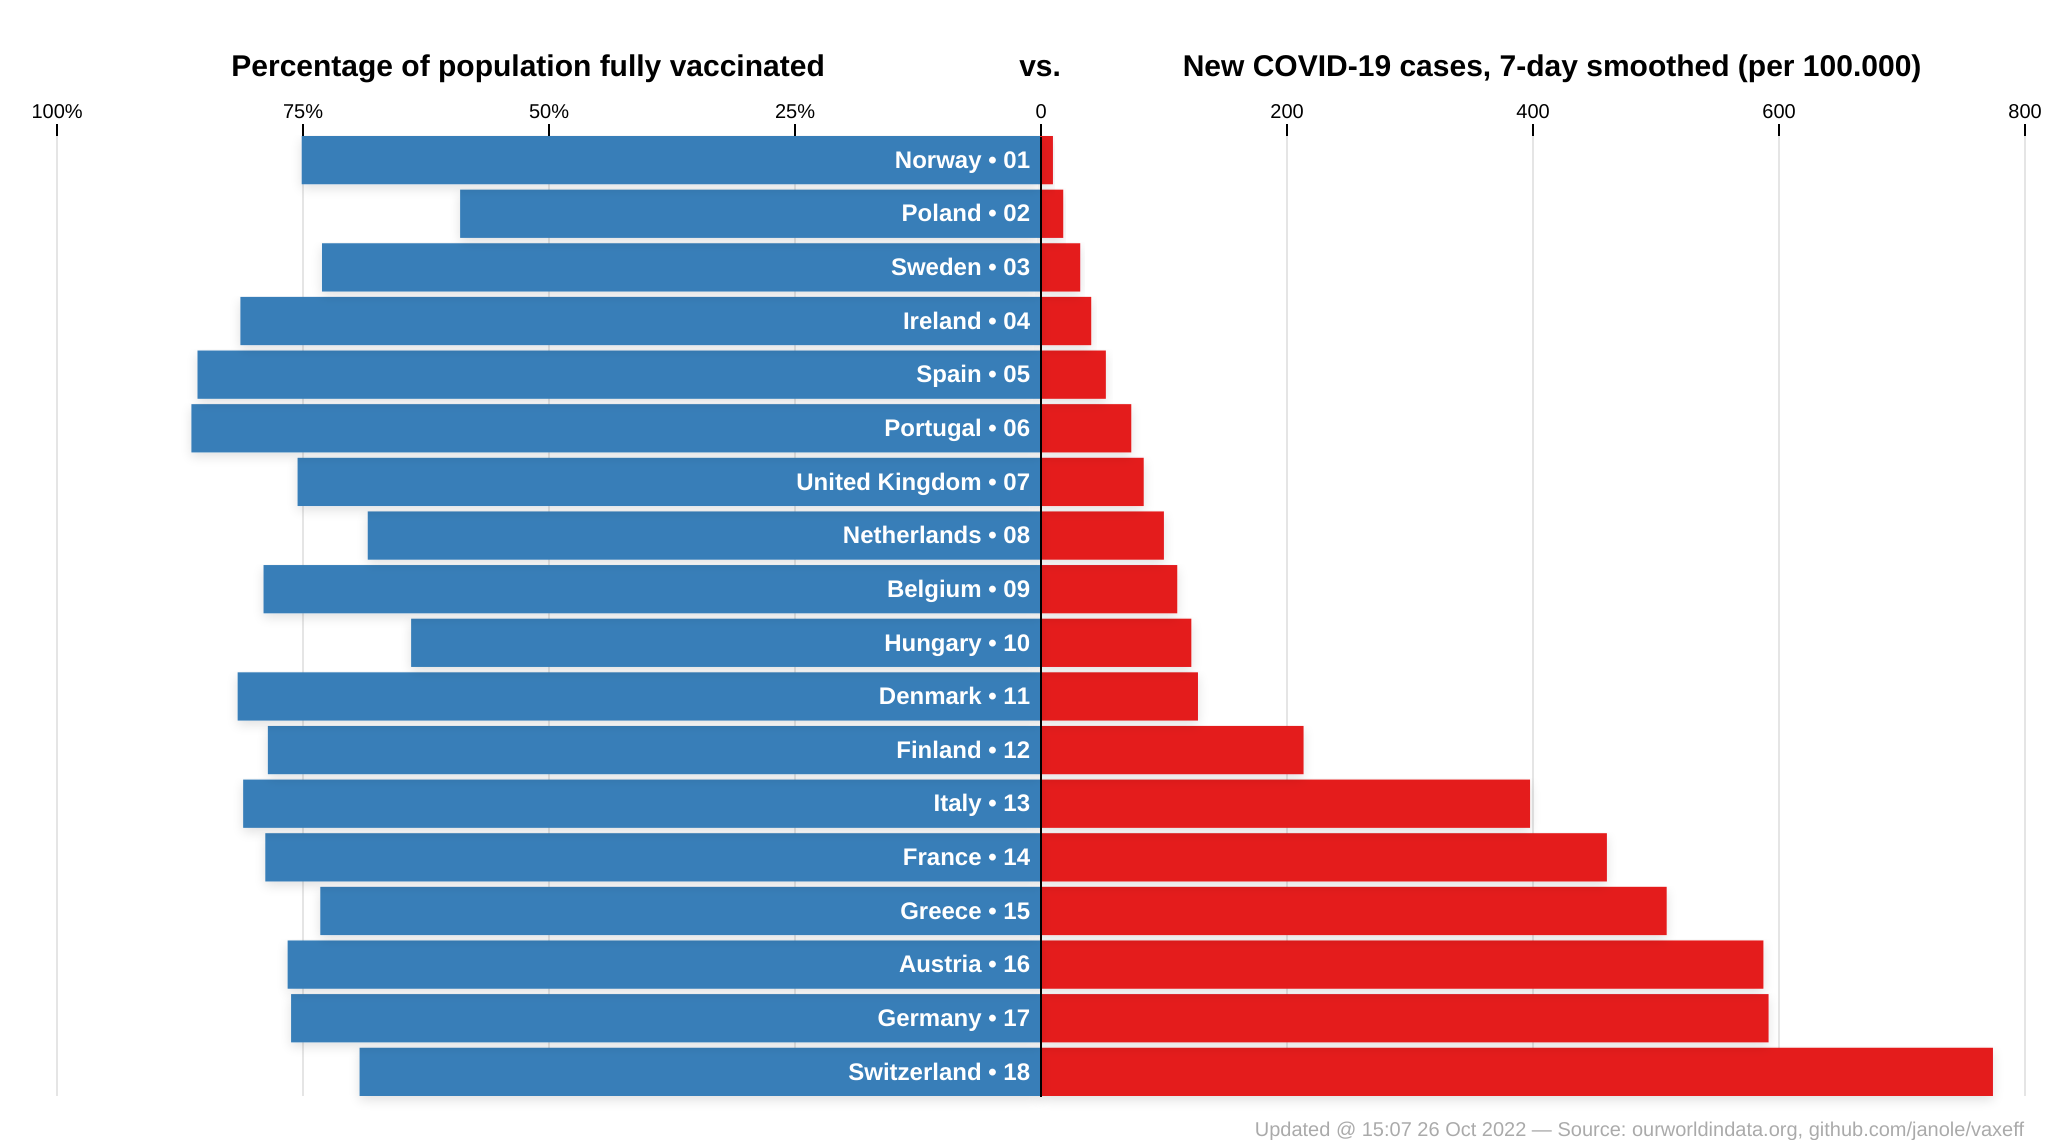 Percentage of population fully vaccinated vs. New COVID-19 cases, 7-day smoothed (per 100.000)
100% 75% 50% 25% 0 200 400 600 800
Norway • 01
Poland • 02
Sweden • 03
Ireland • 04
Spain • 05
Portugal • 06
United Kingdom • 07
Netherlands • 08
Belgium • 09
Hungary • 10
Denmark • 11
Finland • 12
Italy • 13
France • 14
Greece • 15
Austria • 16
Germany • 17
Switzerland • 18
Updated @ 15:07 26 Oct 2022 — Source: ourworldindata.org, github.com/janole/vaxeff